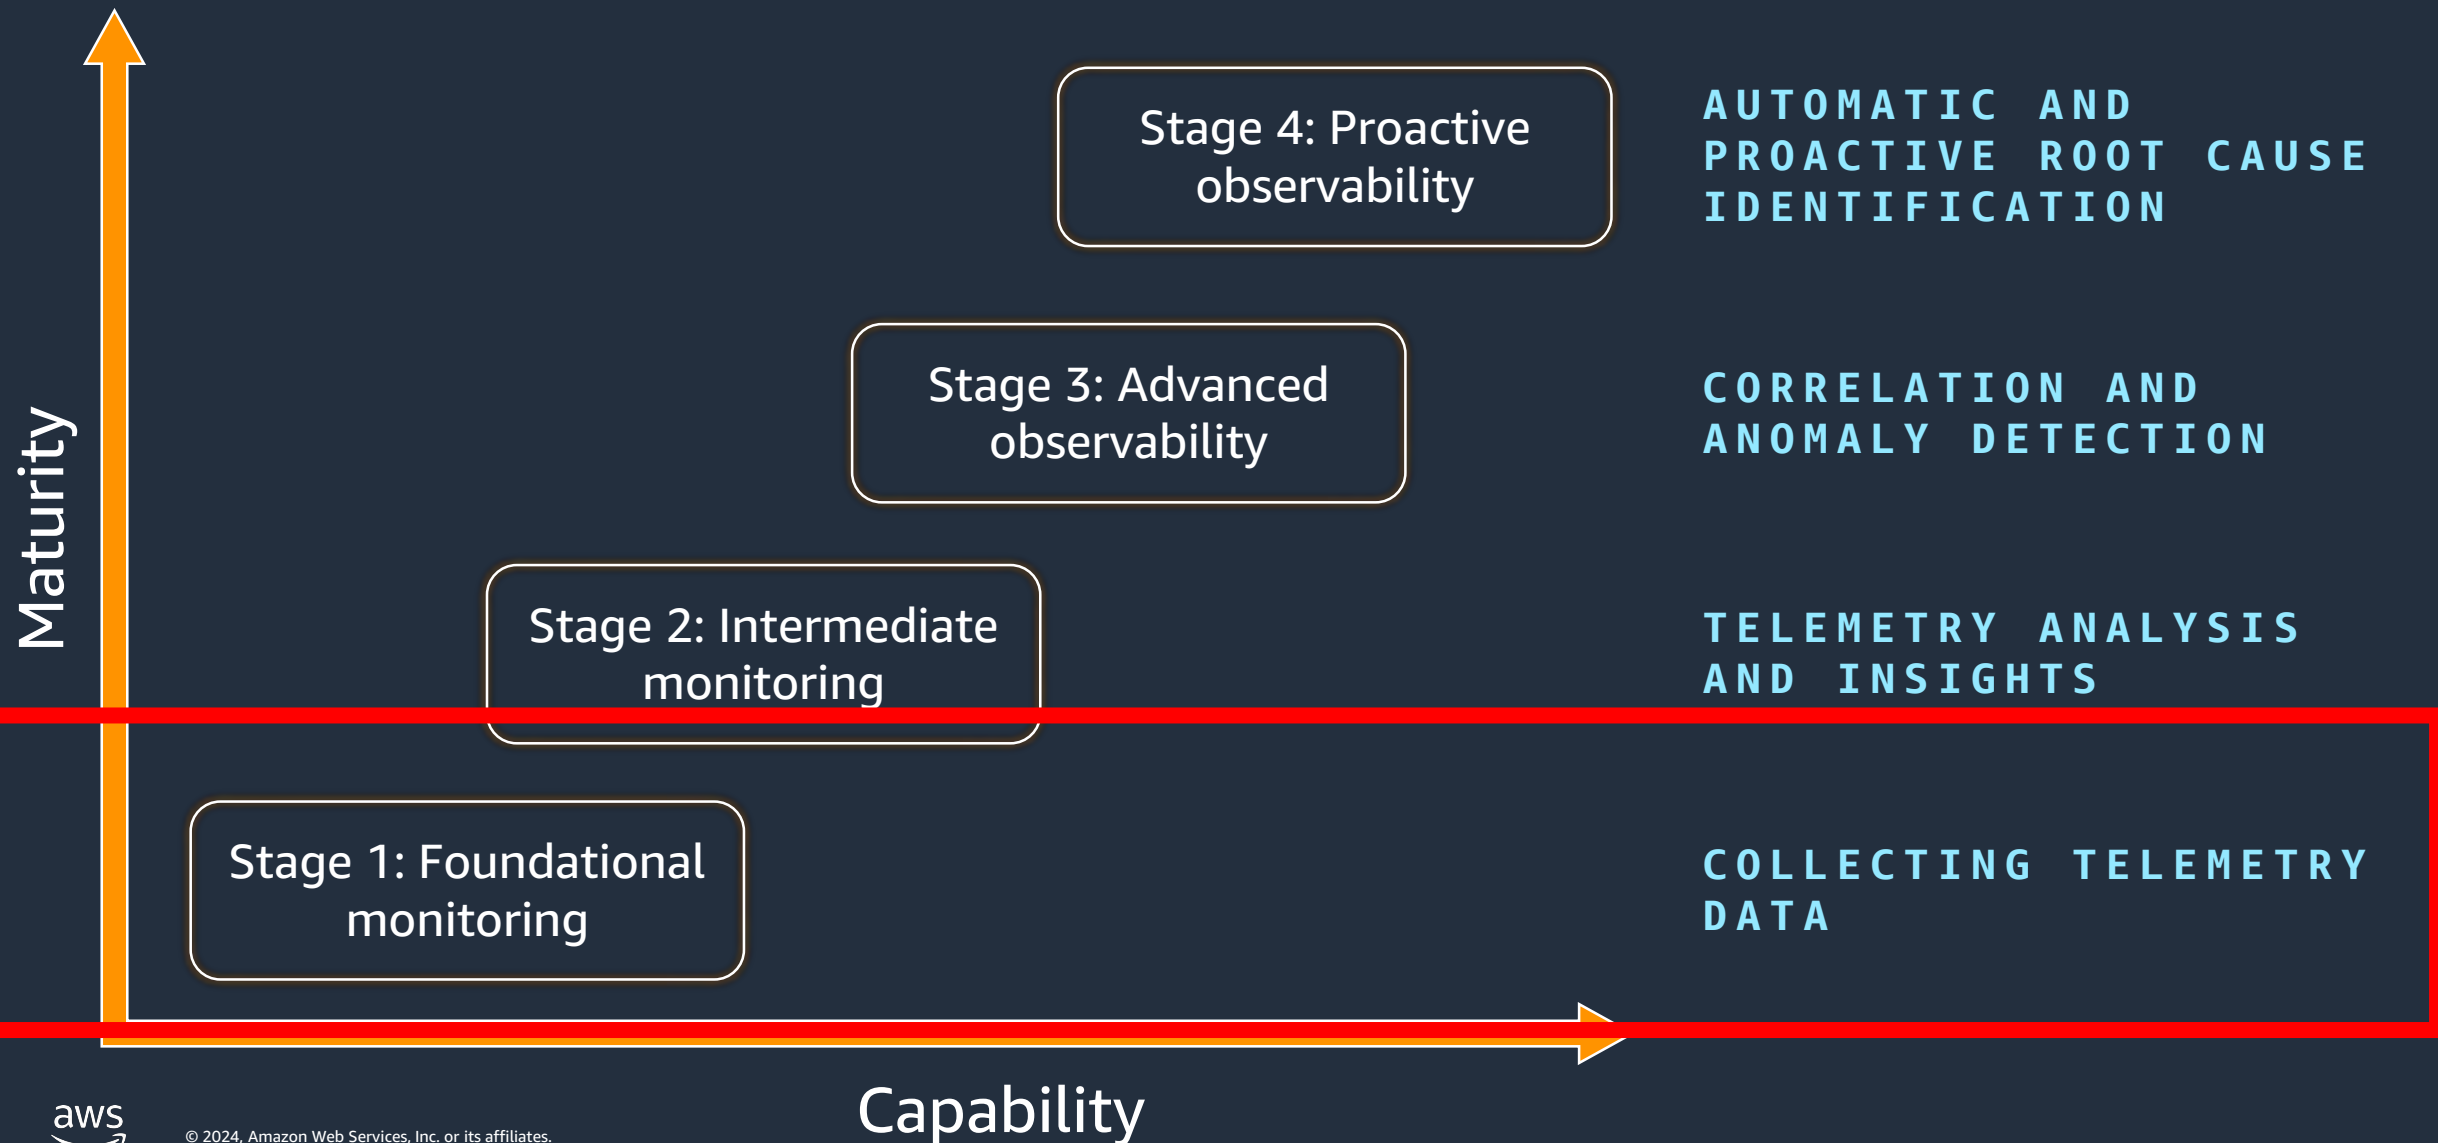 Stage 4: Proactive
observability
AUTOMATIC AND
PROACTIVE ROOT CAUSE
IDENTIFICATION
Stage 3: Advanced
observability
CORRELATION AND
ANOMALY DETECTION
Maturity
Stage 2: Intermediate
monitoring
TELEMETRY ANALYSIS
AND INSIGHTS
Stage 1: Foundational
monitoring
COLLECTING TELEMETRY
DATA
Capability
aws
© 2024, Amazon Web Services, Inc. or its affiliates.